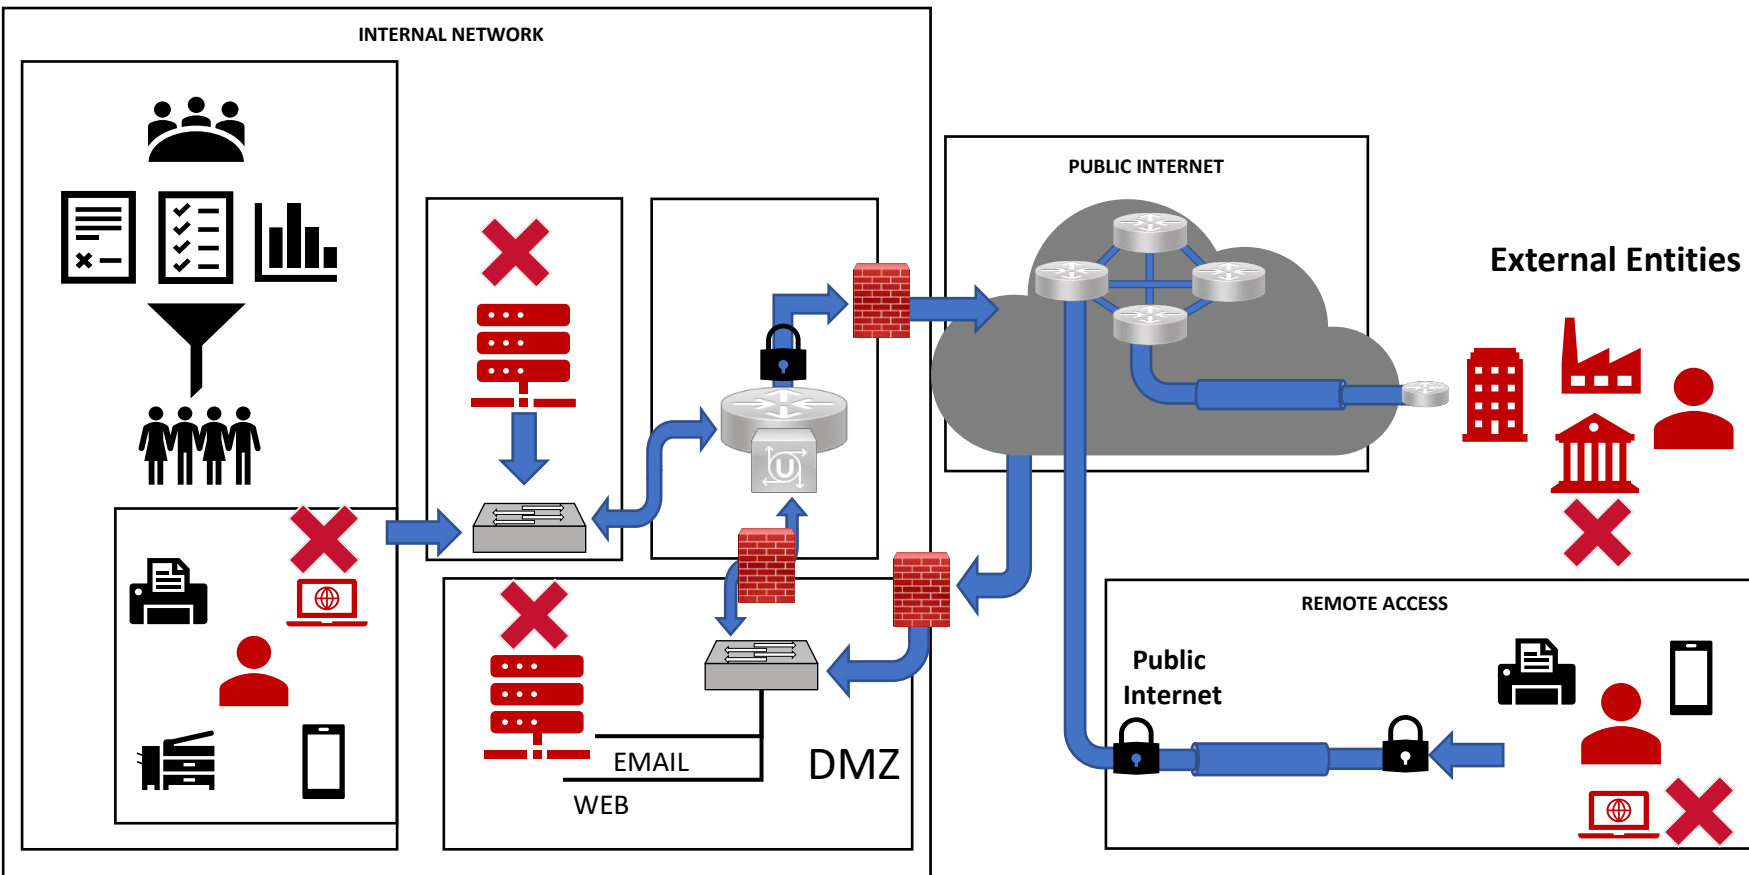 INTERNAL NETWORK
PUBLIC INTERNET
External Entities
U
REMOTE ACCESS
Public
Internet
EMAIL
DMZ
WEB